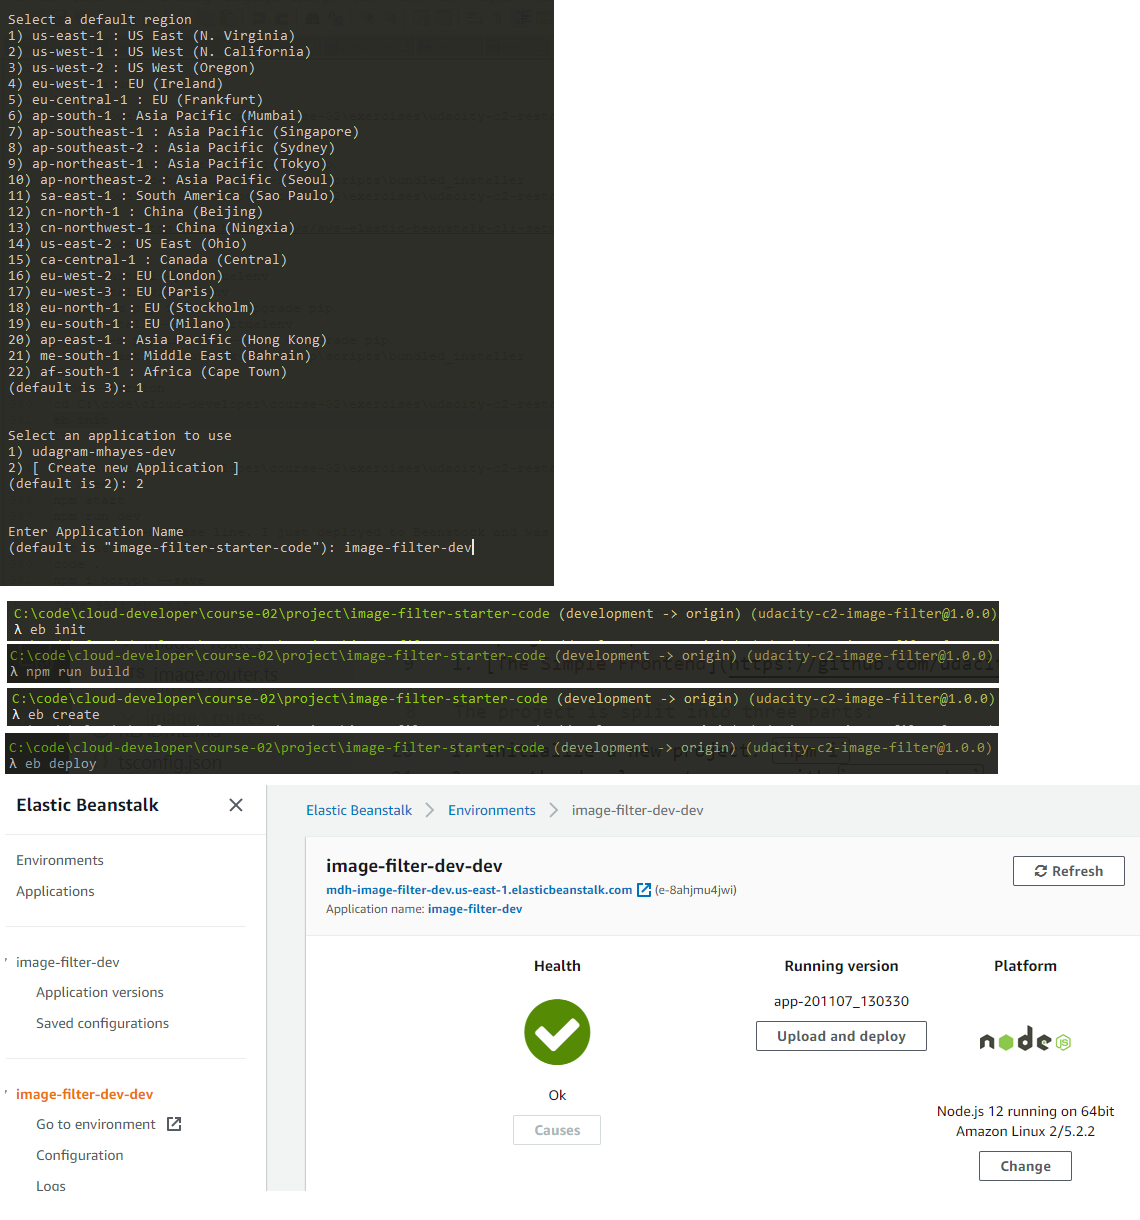 Select a default region
1) us-east-1 : US East (N. Virginia)
2) us-west-1 : US West (N. California)
3) us-west-2 : US West (Oregon)
4) eu-west-1 : EU (Ireland)
5) eu-central-1 : EU (Frankfurt)
6) ap-south-1 : Asia Pacific (Mumbai)
7) ap-southeast-1 : Asia Pacific (Singapore)
8) ap-southeast-2 : Asia Pacific (Sydney)
9) ap-northeast-1 : Asia Pacific (Tokyo)
10) ap-northeast-2 : Asia Pacific (Seoul)
11) sa-east-1 : South America (Sao Paulo)
12) cn-north-1 : China (Beijing)
13) cn-northwest-1 : China (Ningxia)
14) us-east-2 : US East (Ohio)
15) ca-central-1 : Canada (Central)
16) eu-west-2 : EU (London)
17) eu-west-3 : EU (Paris)
18) eu-north-1 : EU (Stockholm)
19) eu-south-1 : EU (Milano)
20) ap-east-1 : Asia Pacific (Hong Kong)
21) me-south-1 : Middle East (Bahrain)
22) af-south-1 : Africa (Cape Town)
(default is 3): 1
Select an application to use
1) udagram-mhayes-dev
2) [ Create new Application ]
(default is 2): 2
Enter Application Name
(default is "image-filter-starter-code"): image-filter-dev
C:\code\cloud-developer\course-02\project\image-filter-starter-code (development -> origin) (udacity-c2-image-filter@1.0.0)
λ eb init
C:\code\cloud-developer\course-02\project\image-filter-starter-code (development -> origin) (udacity-c2-image-filter@1.0.0)
λ npm run build
C:\code\cloud-developer\course-02\project\image-filter-starter-code (development -> origin) (udacity-c2-image-filter@1.0.0)
λ eb create
C:\code\cloud-developer\course-02\project\image-filter-starter-code (development -> origin) (udacity-c2-image-filter@1.0.0)
λ eb deploy
Elastic Beanstalk
Environments
Applications
image-filter-dev
Application versions
Saved configurations
image-filter-dev-dev
Go to environment
Configuration
Logs
Elastic Beanstalk > Environments > image-filter-dev-dev
image-filter-dev-dev
mdh-image-filter-dev.us-east-1.elasticbeanstalk.com (e-8ahjmu4jwi)
Application name: image-filter-dev
Refresh
Health
Ok
Causes
Running version
app-201107_130330
Upload and deploy
Platform
node JS
Node.js 12 running on 64bit
Amazon Linux 2/5.2.2
Change